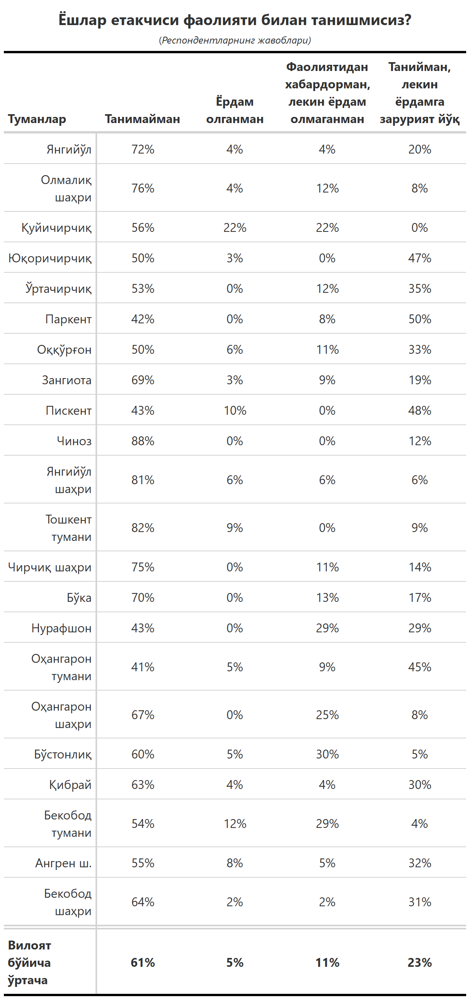 Ёшлар етакчиси фаолияти билан танишмисиз?
(Респондентларнинг жавоблари)
Туманлар Танимайман Ёрдам олганман Фаолиятидан хабардорман, лекин ёрдам олмаганман Танийман, лекин ёрдамга зарурият йўқ
Янгийўл 72% 4% 4% 20%
Олмалиқ шаҳри 76% 4% 12% 8%
Қуйичирчиқ 56% 22% 22% 0%
Юқоричирчиқ 50% 3% 0% 47%
Ўртачирчиқ 53% 0% 12% 35%
Паркент 42% 0% 8% 50%
Оққўрғон 50% 6% 11% 33%
Зангиота 69% 3% 9% 19%
Пискент 43% 10% 0% 48%
Чиноз 88% 0% 0% 12%
Янгийўл шаҳри 81% 6% 6% 6%
Тошкент тумани 82% 9% 0% 9%
Чирчиқ шаҳри 75% 0% 11% 14%
Бўка 70% 0% 13% 17%
Нурафшон 43% 0% 29% 29%
Оҳангарон тумани 41% 5% 9% 45%
Оҳангарон шаҳри 67% 0% 25% 8%
Бўстонлиқ 60% 5% 30% 5%
Қибрай 63% 4% 4% 30%
Бекобод тумани 54% 12% 29% 4%
Ангрен ш. 55% 8% 5% 32%
Бекобод шаҳри 64% 2% 2% 31%
Вилоят бўйича ўртача 61% 5% 11% 23%